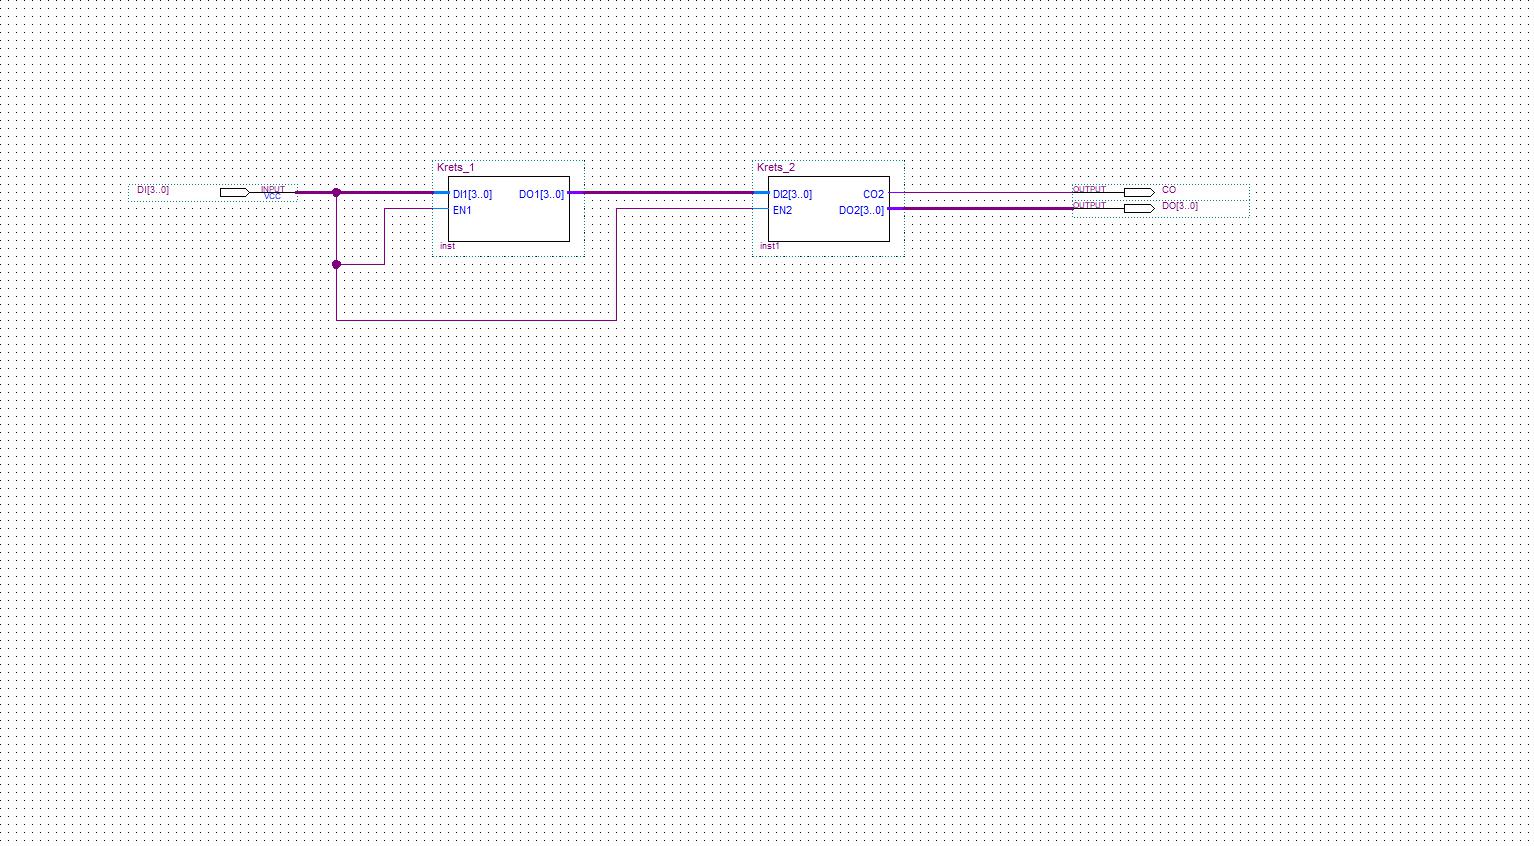 Krets_1
Krets_2
DI[3..0]
INPUT
VCC
DI1[3..0]
DO1[3..0]
EN1
inst
DI2[3..0]
CO2
EN2
DO2[3..0]
inst1
OUTPUT
CO
OUTPUT
DO[3..0]